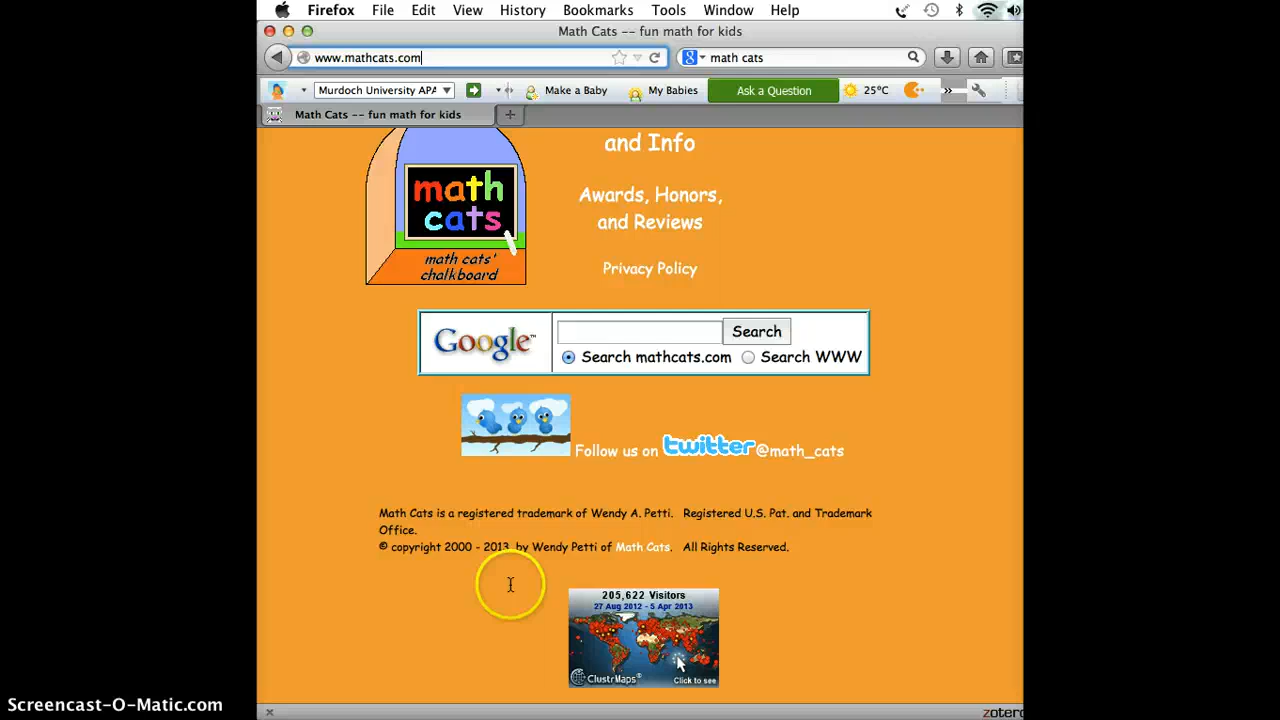 Firefox File Edit View History Bookmarks Tools Window Help
Math Cats -- fun math for kids
www.mathcats.com
math cats
Murdoch University APA
Make a Baby
My Babies
Ask a Question
25°C
»
Math Cats -- fun math for kids
math
cats
math cats'
chalkboard
and Info
Awards, Honors,
and Reviews
Privacy Policy
Google™
Search
Search mathcats.com Search WWW
Follow us on twitter @math_cats
Math Cats is a registered trademark of Wendy A. Petti. Registered U.S. Pat. and Trademark
Office.
© copyright 2000 - 2013 by Wendy Petti of Math Cats. All Rights Reserved.
205,622 Visitors
27 Aug 2012 - 5 Apr 2013
ClustrMaps®
Click to see
Screencast-O-Matic.com
zotero